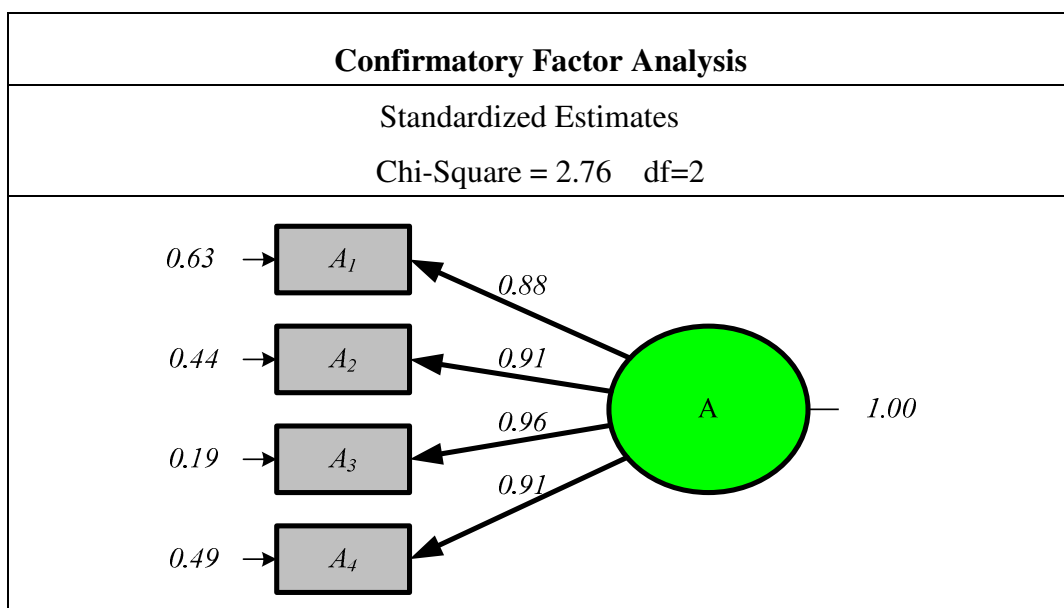 Confirmatory Factor Analysis
Standardized Estimates
Chi-Square = 2.76 df=2
0.63 A₁ 0.88
0.44 A₂ 0.91
A 1.00
0.19 A₃ 0.96
0.49 A₄ 0.91